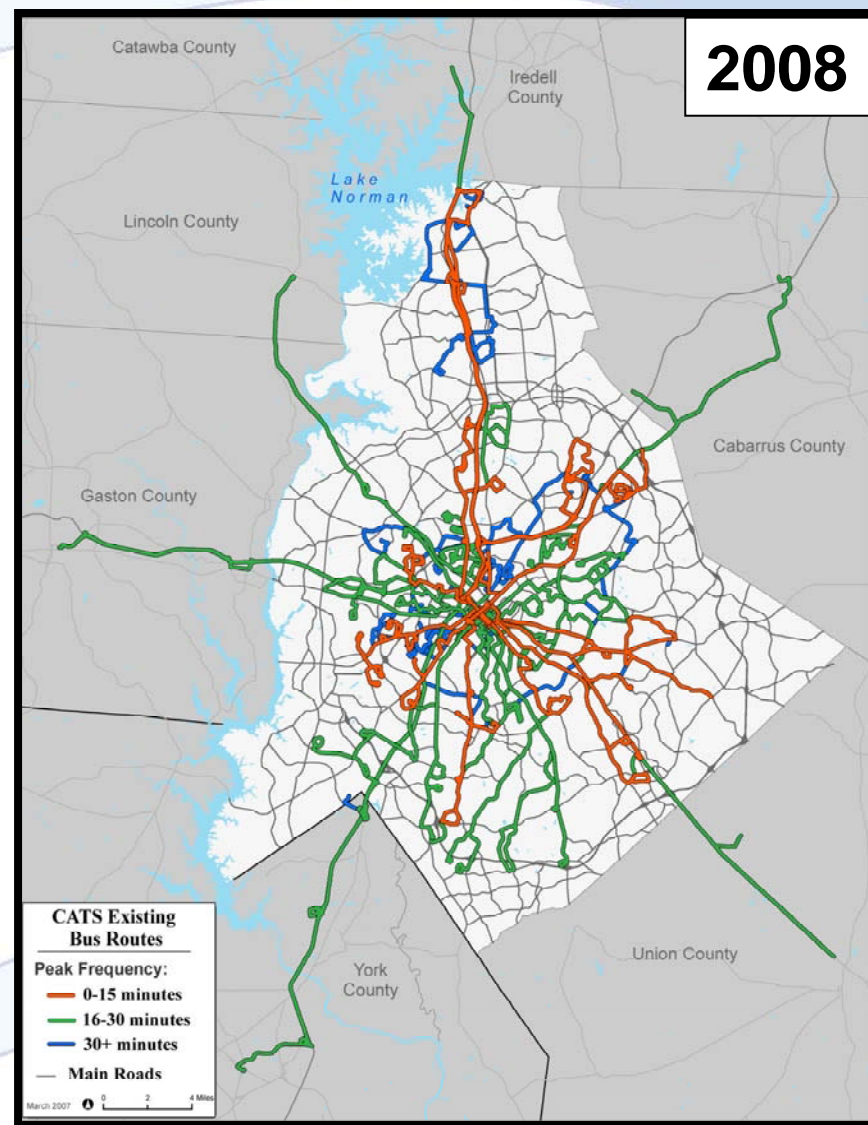 2008
Catawba County
Iredell
County
Lake
Norman
Lincoln County
Cabarrus County
Gaston County
Union County
York
County
CATS Existing
Bus Routes
Peak Frequency:
0-15 minutes
16-30 minutes
30+ minutes
Main Roads
March 2007
0 2 4 Miles